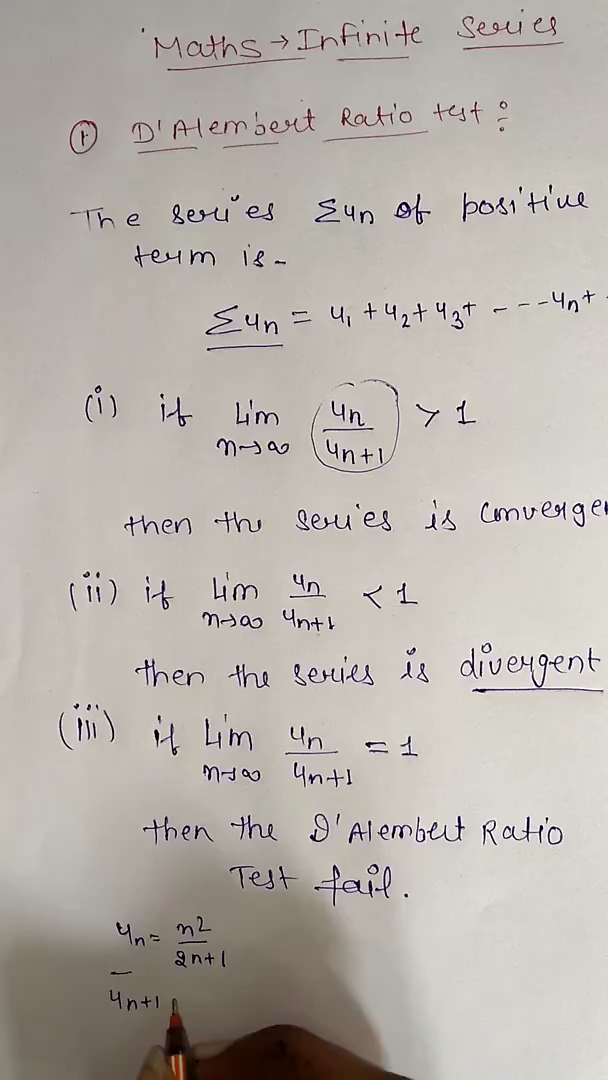 Maths → Infinite Series
① D'Alembert Ratio test :
The series Σun of positive
term is -
Σun = u1 + u2 + u3 + - - - un +
(i) if Lim n→∞ un/un+1 > 1
then the series is converge
(ii) if Lim n→∞ un/un+1 < 1
then the series is divergent
(iii) if Lim n→∞ un/un+1 = 1
then the D'Alembert Ratio
Test fail.
un = n2/2n+1
un+1